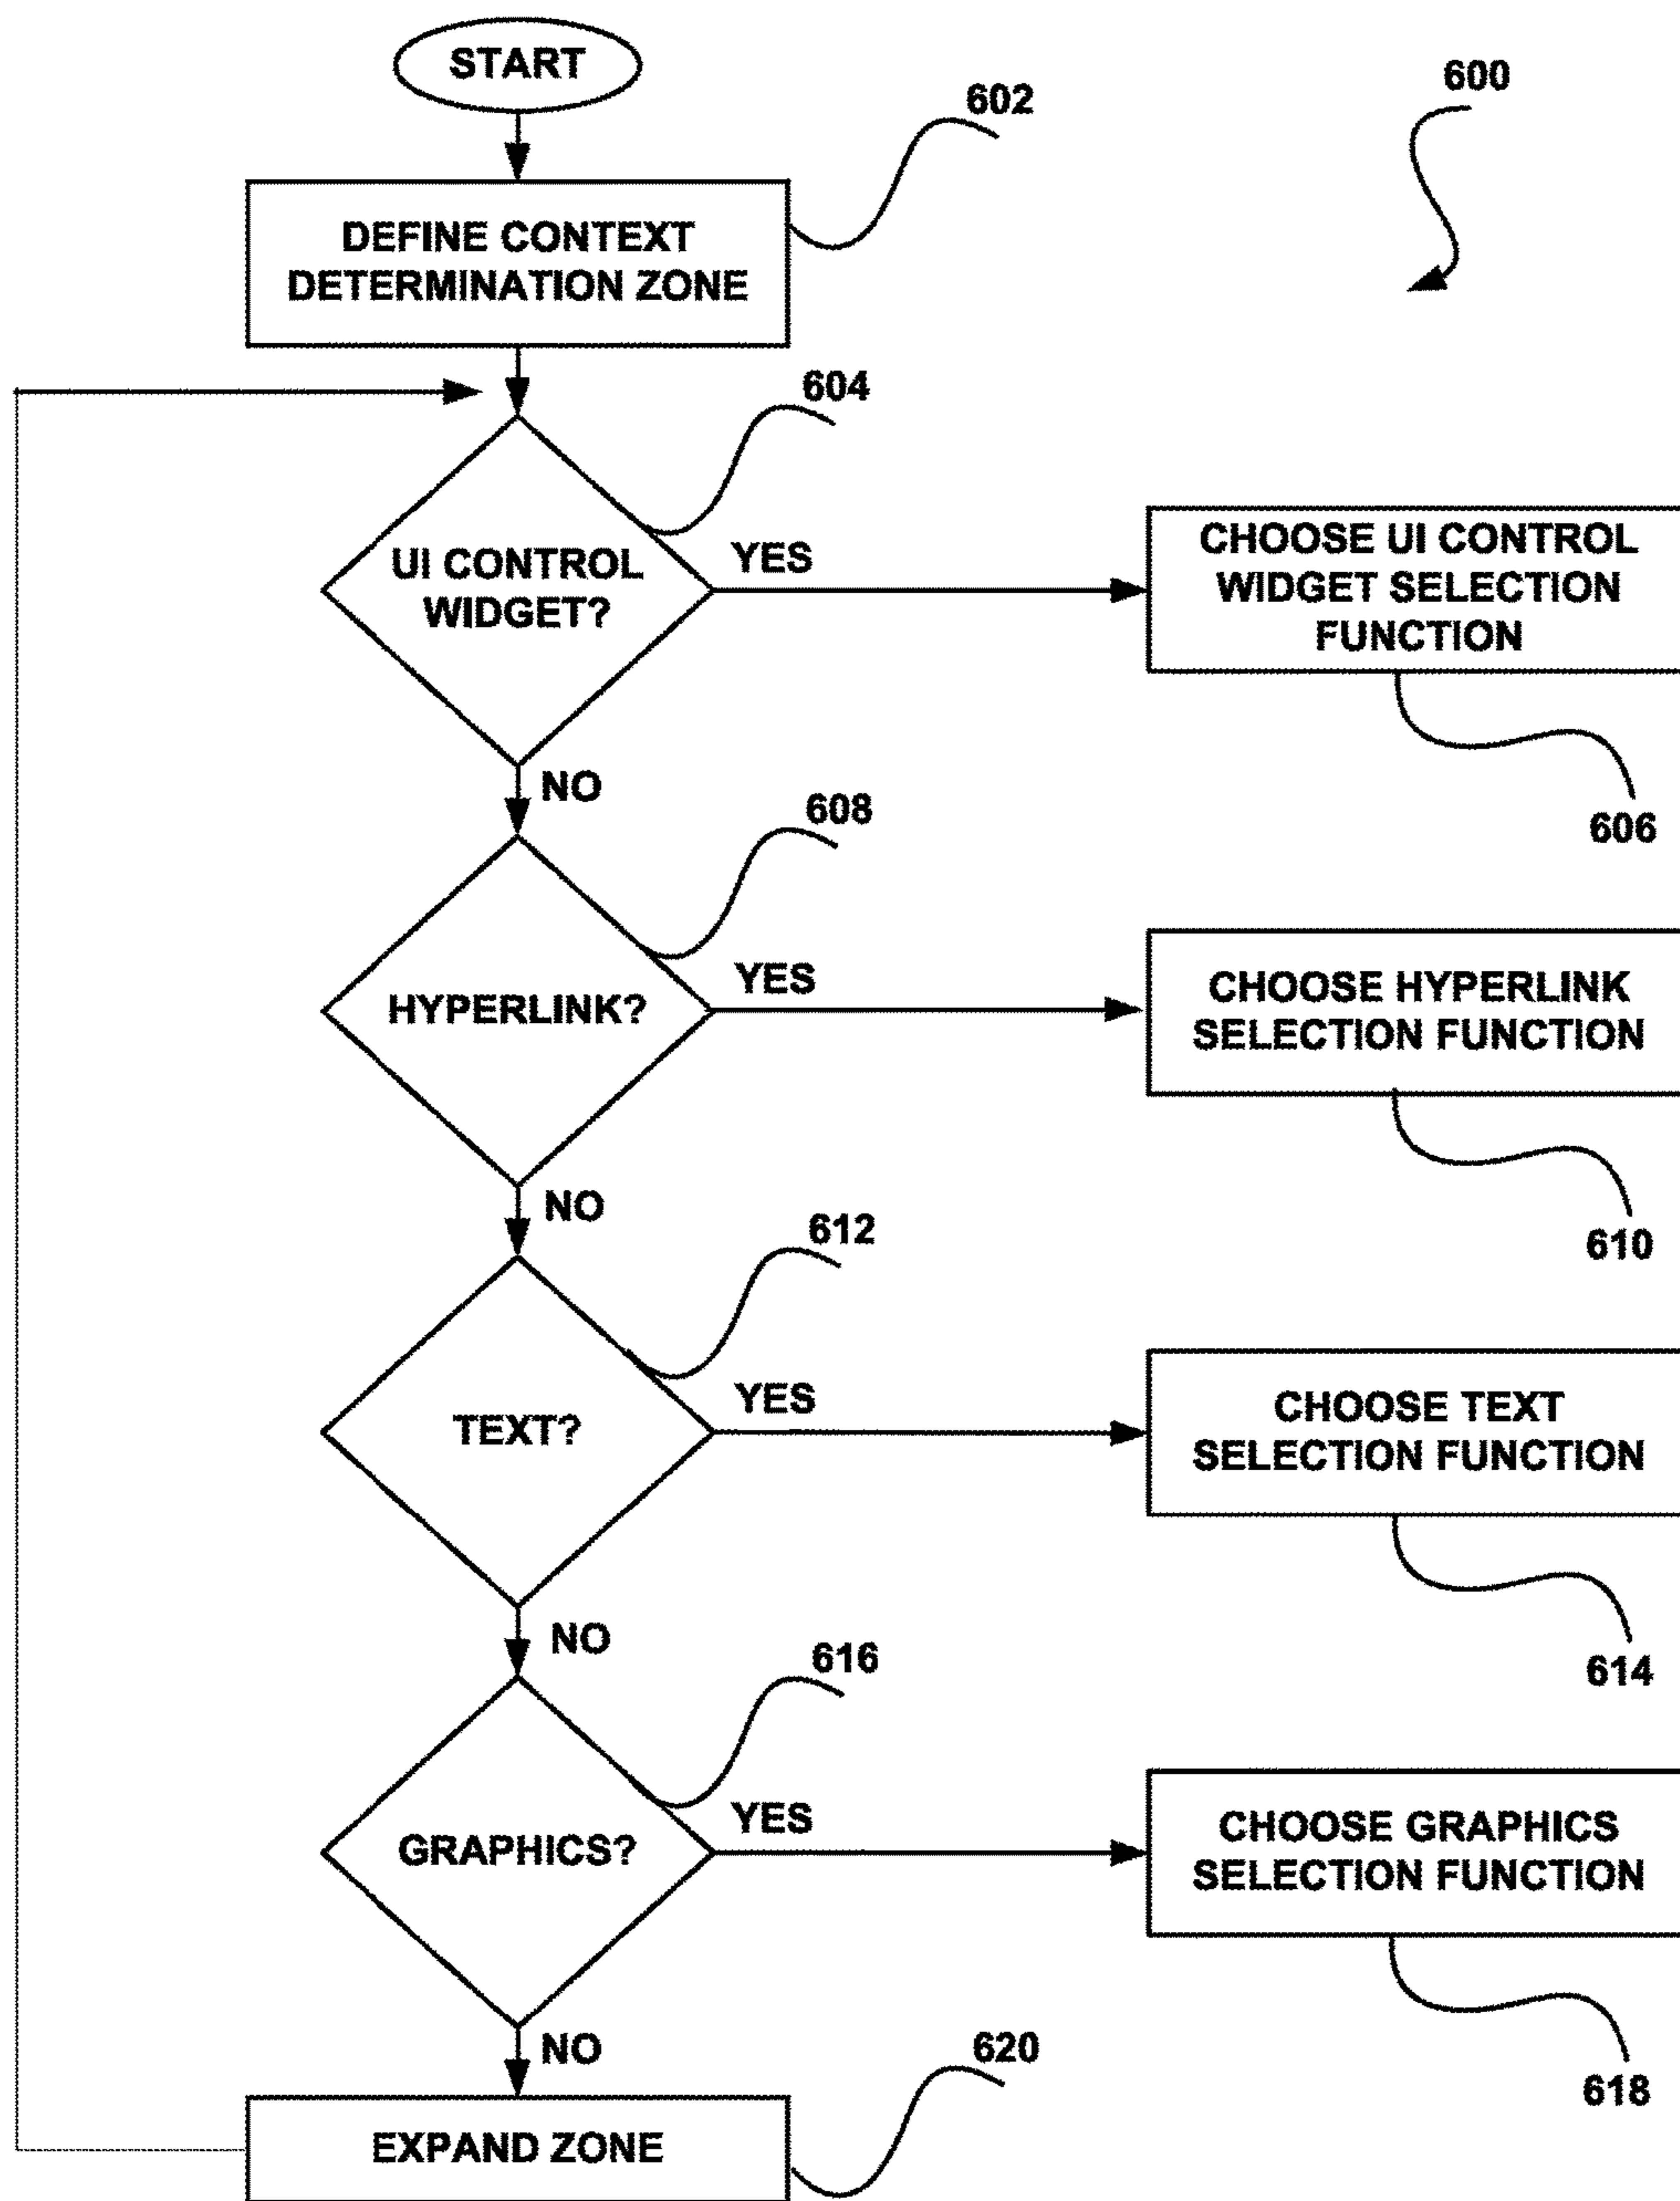 START
600
602
DEFINE CONTEXT
DETERMINATION ZONE
604
UI CONTROL
WIDGET?
YES
CHOOSE UI CONTROL
WIDGET SELECTION
FUNCTION
606
NO
608
HYPERLINK?
YES
CHOOSE HYPERLINK
SELECTION FUNCTION
610
NO
612
TEXT?
YES
CHOOSE TEXT
SELECTION FUNCTION
614
NO
616
GRAPHICS?
YES
CHOOSE GRAPHICS
SELECTION FUNCTION
618
NO
620
EXPAND ZONE